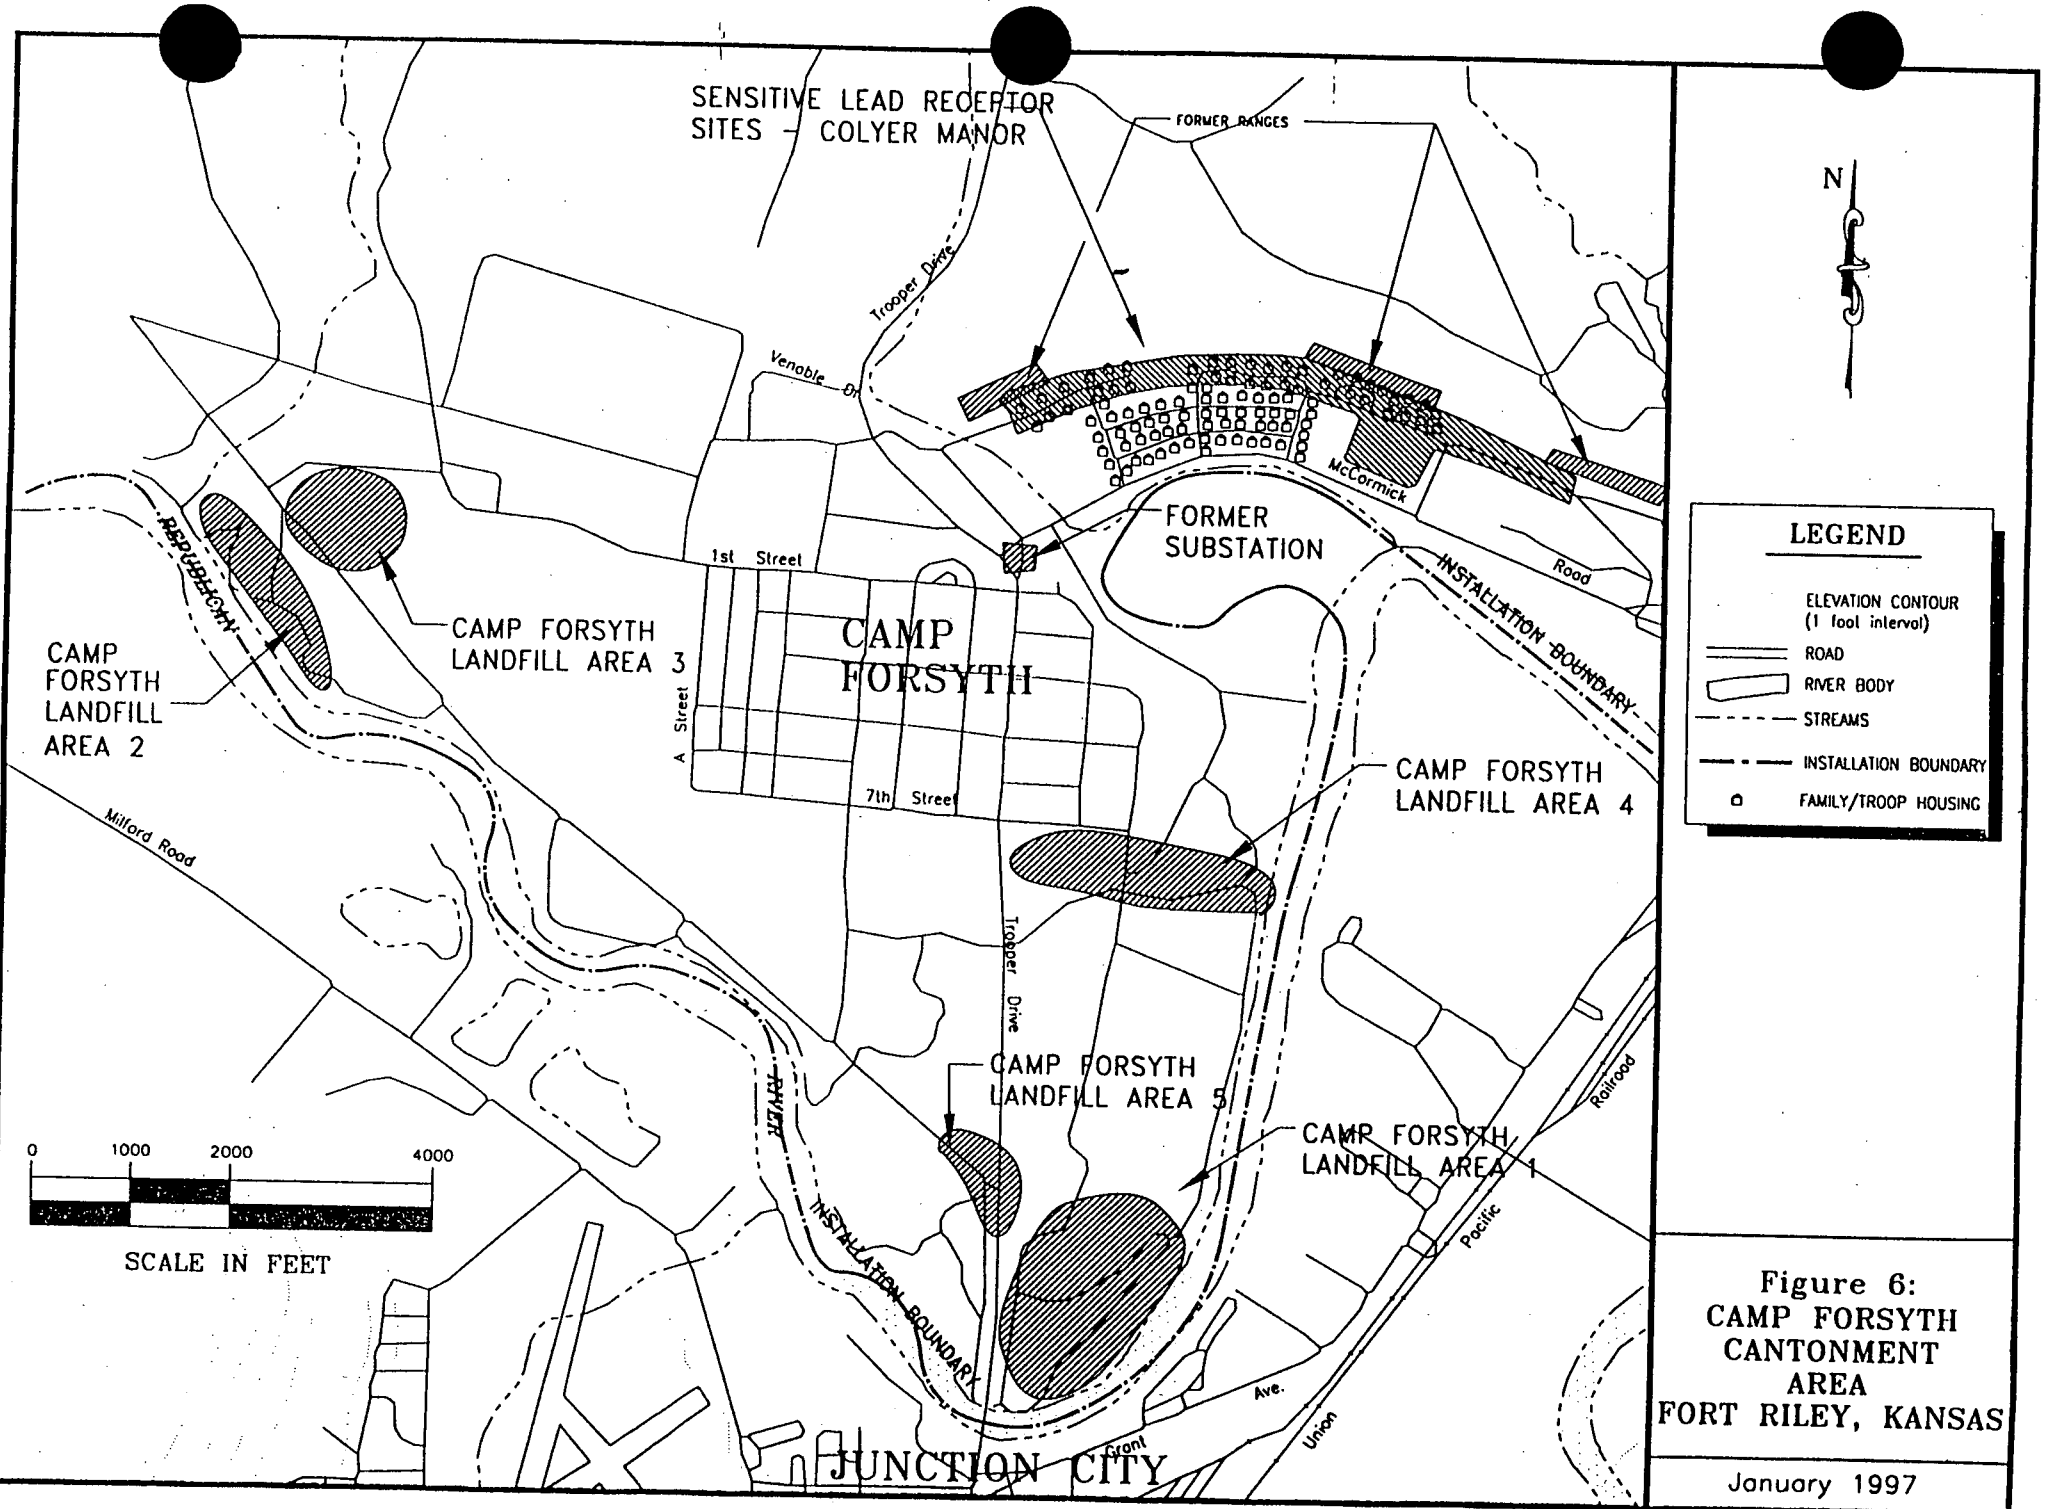 SENSITIVE LEAD RECEPTOR
SITES - COLYER MANOR
FORMER RANGES
N
Trooper Drive
Venable Dr.
McCormick
Road
FORMER
SUBSTATION
INSTALLATION BOUNDARY
1st Street
CAMP
FORSYTH
A Street
7th Street
REPUBLICAN
CAMP FORSYTH
LANDFILL AREA 3
CAMP
FORSYTH
LANDFILL
AREA 2
Milford Road
CAMP FORSYTH
LANDFILL AREA 4
Trooper Drive
CAMP FORSYTH
LANDFILL AREA 5
RIVER
CAMP FORSYTH
LANDFILL AREA 1
INSTALLATION BOUNDARY
Railroad
Pacific
Union
Grant
Ave.
JUNCTION CITY
0 1000 2000 4000
SCALE IN FEET
LEGEND
ELEVATION CONTOUR
(1 foot interval)
ROAD
RIVER BODY
STREAMS
INSTALLATION BOUNDARY
FAMILY/TROOP HOUSING
Figure 6:
CAMP FORSYTH
CANTONMENT
AREA
FORT RILEY, KANSAS
January 1997